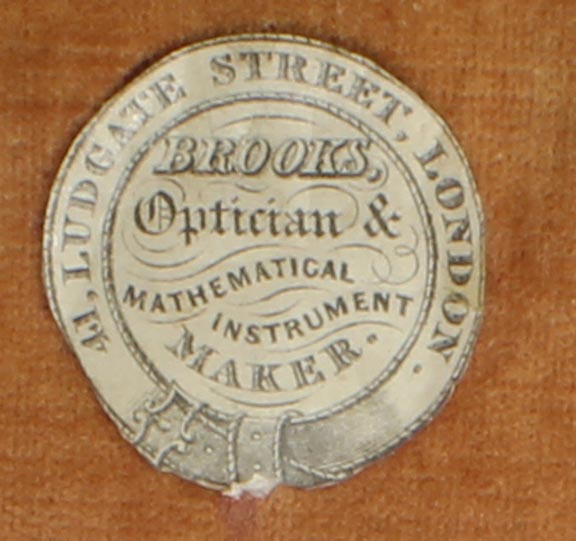 41, LUDGATE STREET, LONDON.
BROOKS,
Optician &
MATHEMATICAL
INSTRUMENT
MAKER.